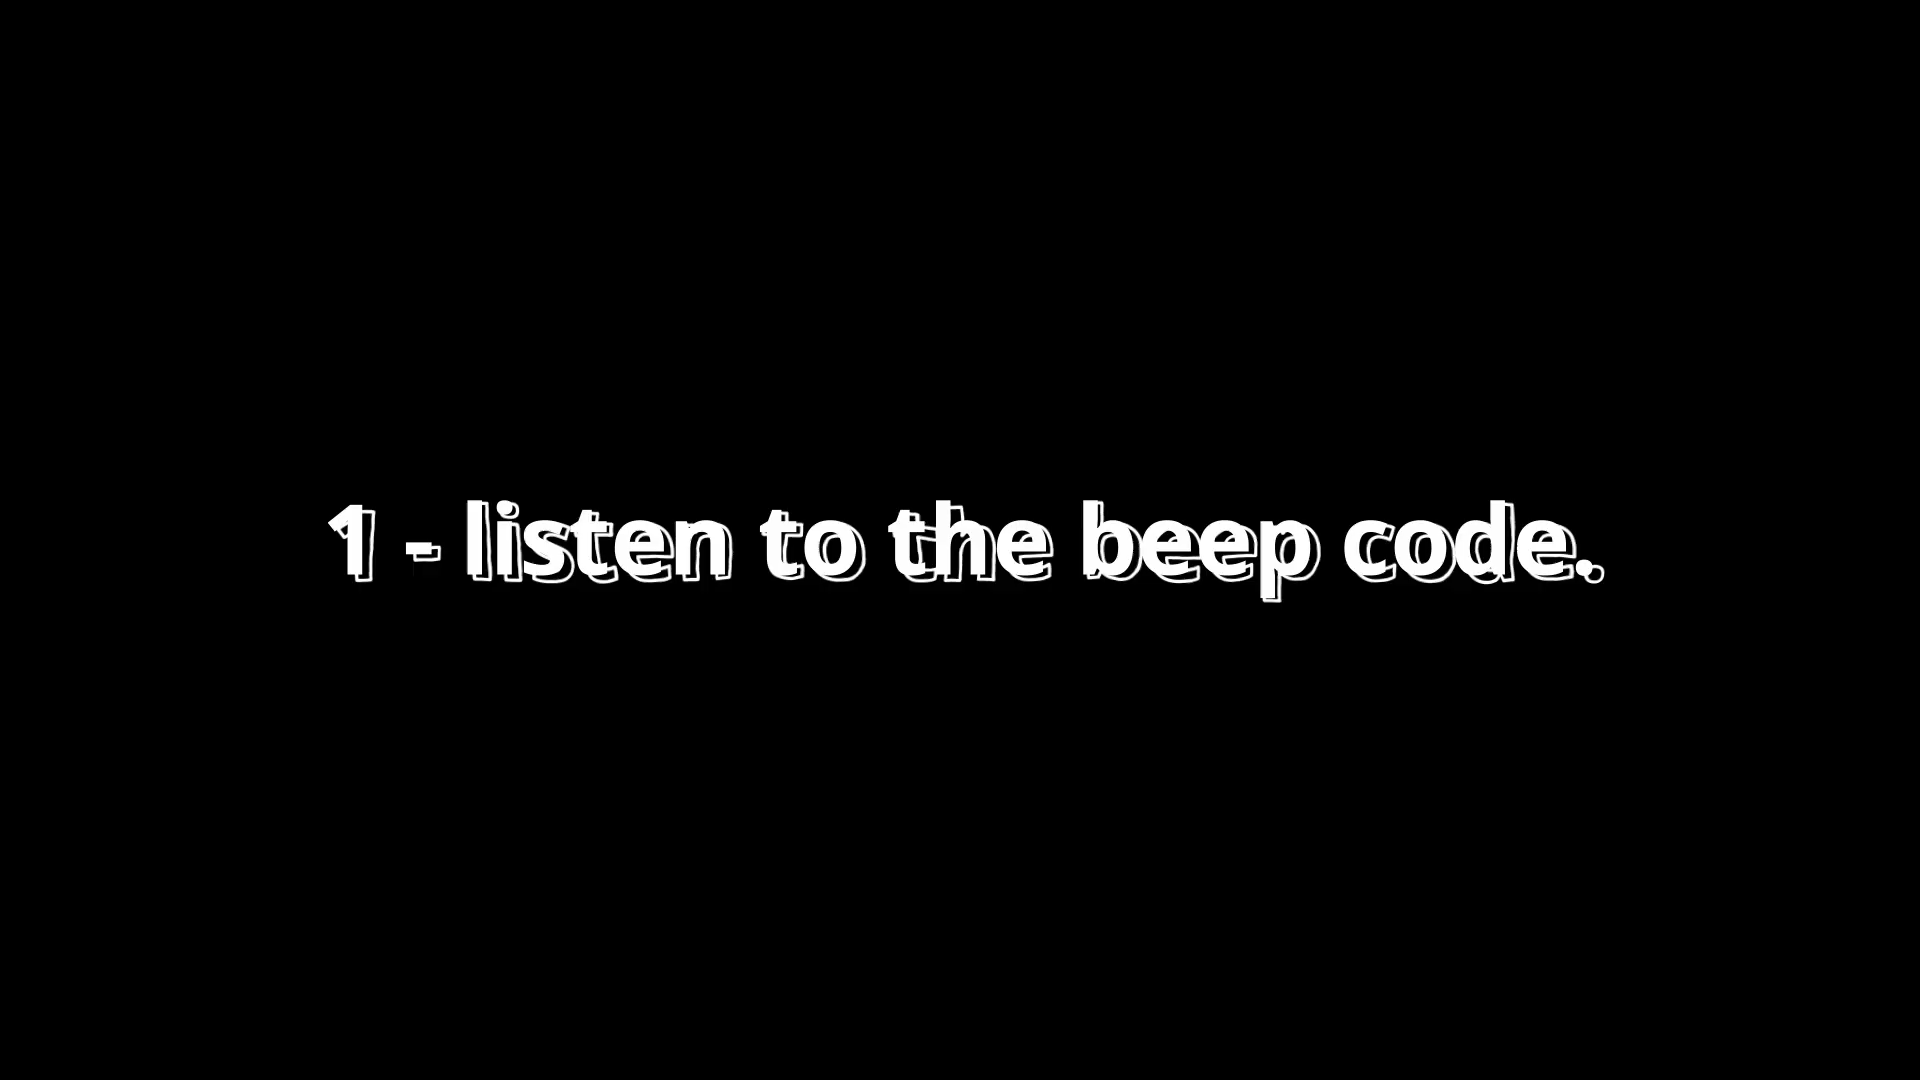 1 - listen to the beep code.